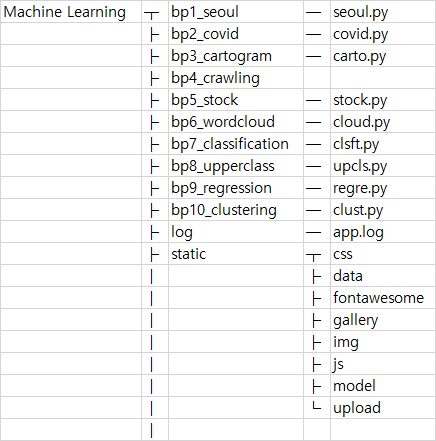 Machine Learning ┬ bp1_seoul ─ seoul.py
├ bp2_covid ─ covid.py
├ bp3_cartogram ─ carto.py
├ bp4_crawling
├ bp5_stock ─ stock.py
├ bp6_wordcloud ─ cloud.py
├ bp7_classification ─ clsft.py
├ bp8_upperclass ─ upcls.py
├ bp9_regression ─ regre.py
├ bp10_clustering ─ clust.py
├ log ─ app.log
├ static ┬ css
│ ├ data
│ ├ fontawesome
│ ├ gallery
│ ├ img
│ ├ js
│ ├ model
│ └ upload
│